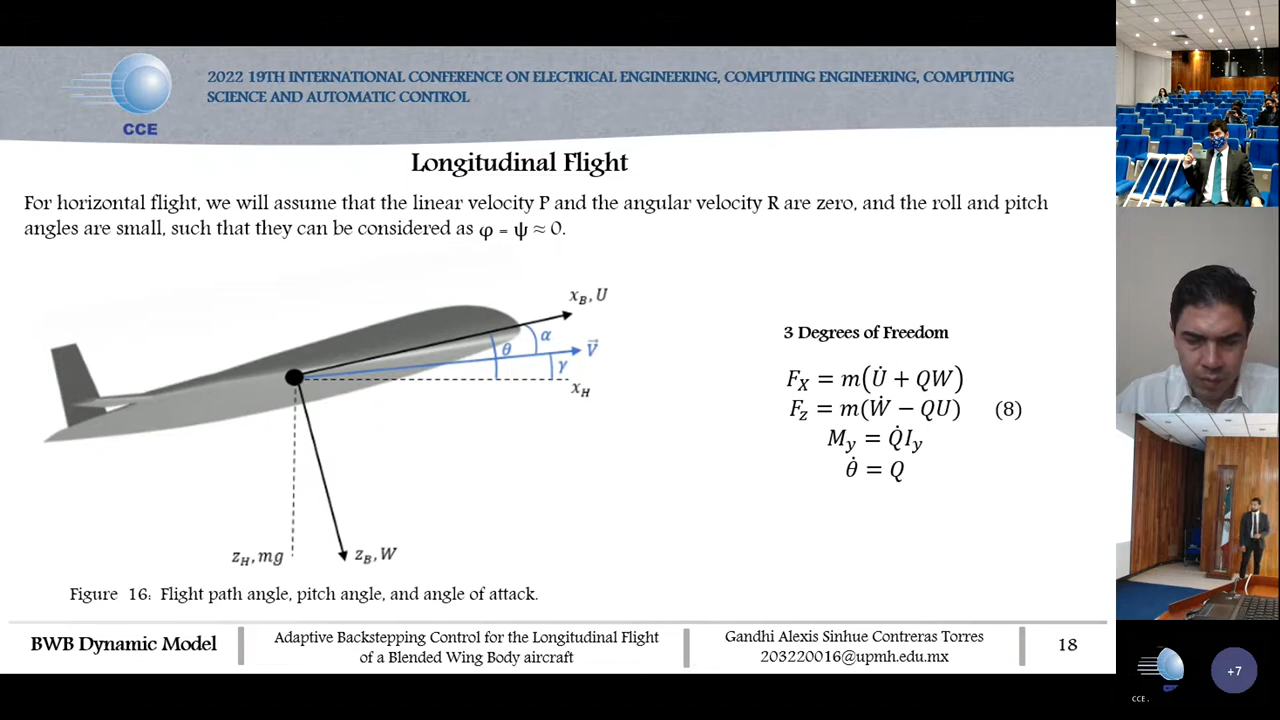 2022 19TH INTERNATIONAL CONFERENCE ON ELECTRICAL ENGINEERING, COMPUTING ENGINEERING, COMPUTING
SCIENCE AND AUTOMATIC CONTROL
CCE
Longitudinal Flight
For horizontal flight, we will assume that the linear velocity P and the angular velocity R are zero, and the roll and pitch
angles are small, such that they can be considered as φ = ψ ≈ 0.
x_B, U
α
θ
V⃗
γ
x_H
z_H, mg
z_B, W
Figure 16: Flight path angle, pitch angle, and angle of attack.
3 Degrees of Freedom
F_X = m(U̇ + QW)
F_z = m(Ẇ − QU) (8)
M_y = Q̇I_y
θ̇ = Q
BWB Dynamic Model
Adaptive Backstepping Control for the Longitudinal Flight
of a Blended Wing Body aircraft
Gandhi Alexis Sinhue Contreras Torres
203220016@upmh.edu.mx
18
CCE .
+7